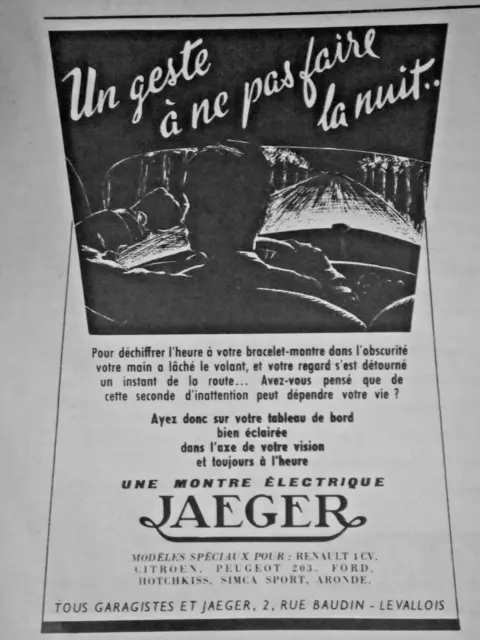 Un geste
à ne pas faire
la nuit..
Pour déchiffrer l'heure à votre bracelet-montre dans l'obscurité
votre main a lâché le volant, et votre regard s'est détourné
un instant de la route... Avez-vous pensé que de
cette seconde d'inattention peut dépendre votre vie ?
Ayez donc sur votre tableau de bord
bien éclairée
dans l'axe de votre vision
et toujours à l'heure
UNE MONTRE ÉLECTRIQUE
JAEGER
MODÈLES SPÉCIAUX POUR : RENAULT 4 CV,
CITROEN, PEUGEOT 203, FORD,
HOTCHKISS, SIMCA SPORT, ARONDE.
TOUS GARAGISTES ET JAEGER, 2, RUE BAUDIN - LEVALLOIS